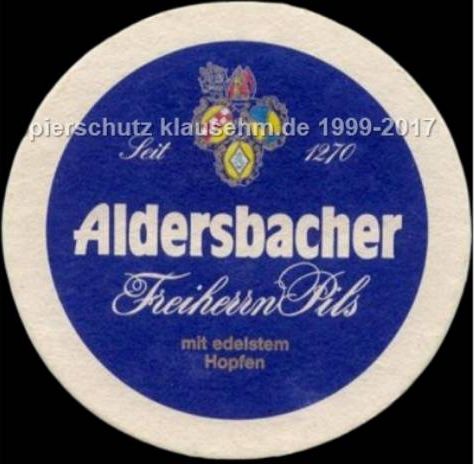 pierschutz klausehm.de 1999-2017
Seit 1270
Aldersbacher
Freiherrn Pils
mit edelstem
Hopfen